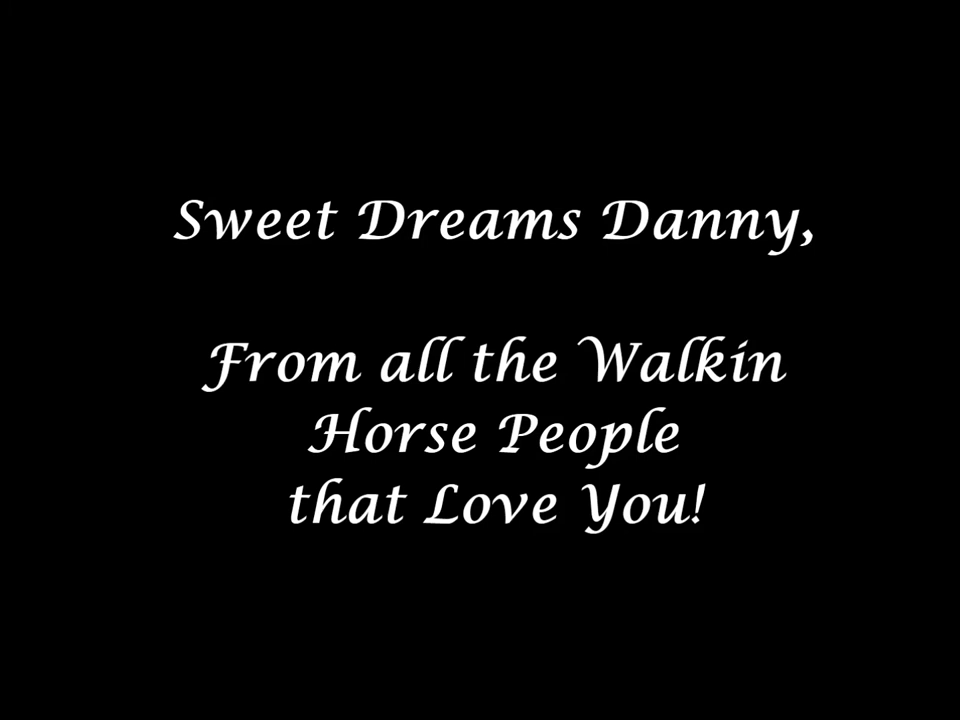 Sweet Dreams Danny,
From all the Walkin
Horse People
that Love You!